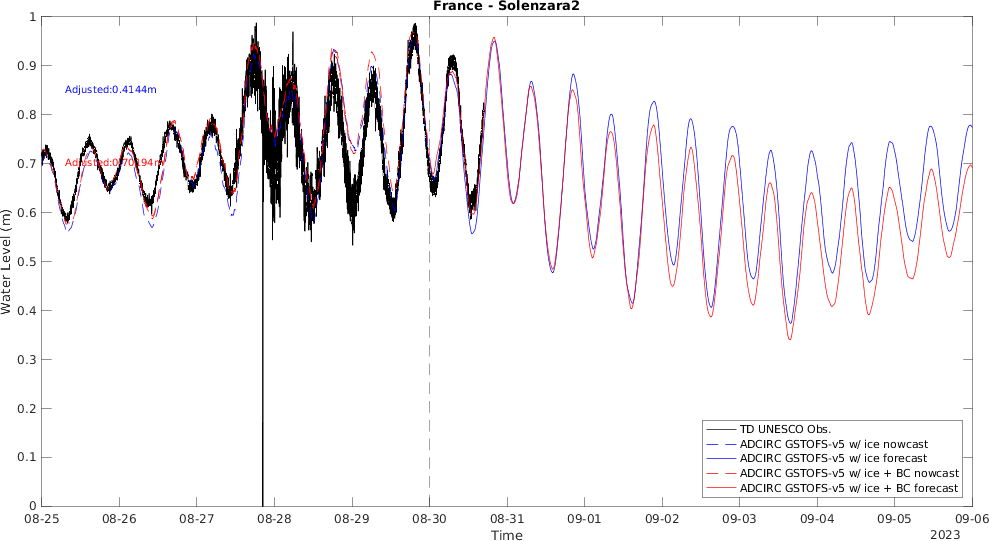 France - Solenzara2
1
0.9
0.8
0.7
0.6
0.5
0.4
0.3
0.2
0.1
0
Water Level (m)
Adjusted:0.4144m
TD UNESCO Obs.
ADCIRC GSTOFS-v5 w/ ice nowcast
ADCIRC GSTOFS-v5 w/ ice forecast
ADCIRC GSTOFS-v5 w/ ice + BC nowcast
ADCIRC GSTOFS-v5 w/ ice + BC forecast
08-25 08-26 08-27 08-28 08-29 08-30 08-31 09-01 09-02 09-03 09-04 09-05 09-06
Time
2023